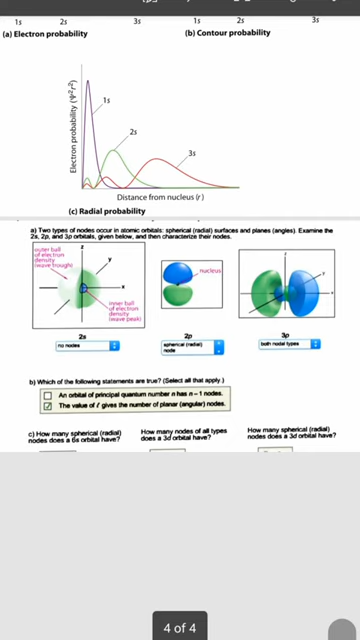 1s 2s 3s 1s 2s 3s
(a) Electron probability (b) Contour probability
Electron probability (Ψ²r²)
1s
2s
3s
Distance from nucleus (r)
(c) Radial probability
a) Two types of nodes occur in atomic orbitals: spherical (radial) surfaces and planes (angles). Examine the
2s, 2p, and 3p orbitals, given below, and then characterize their nodes.
outer ball
of electron
density
(wave trough)
z
y
x
inner ball
of electron
density
(wave peak)
nucleus
z
y
x
2s 2p 3p
no nodes
spherical (radial)
node
both nodal types
b) Which of the following statements are true? (Select all that apply.)
An orbital of principal quantum number n has n − 1 nodes.
The value of ℓ gives the number of planar (angular) nodes.
c) How many spherical (radial)
nodes does a 6s orbital have?
How many nodes of all types
does a 3d orbital have?
How many spherical (radial)
nodes does a 3d orbital have?
4 of 4